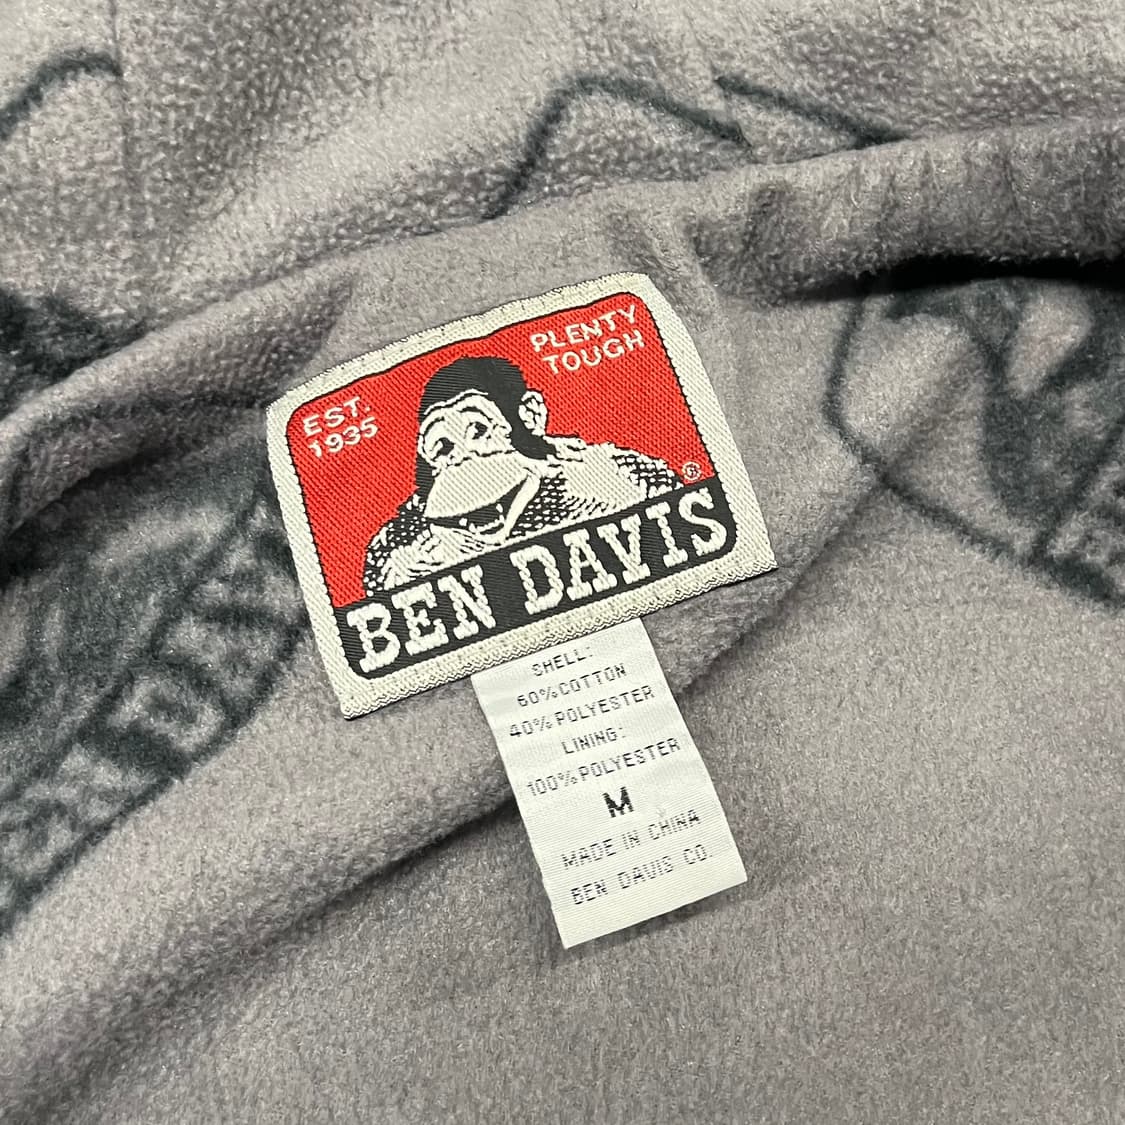 EST.
1935
PLENTY
TOUGH
®
BEN DAVIS
SHELL:
60%COTTON
40%POLYESTER
LINING:
100%POLYESTER
M
MADE IN CHINA
BEN DAVIS CO.